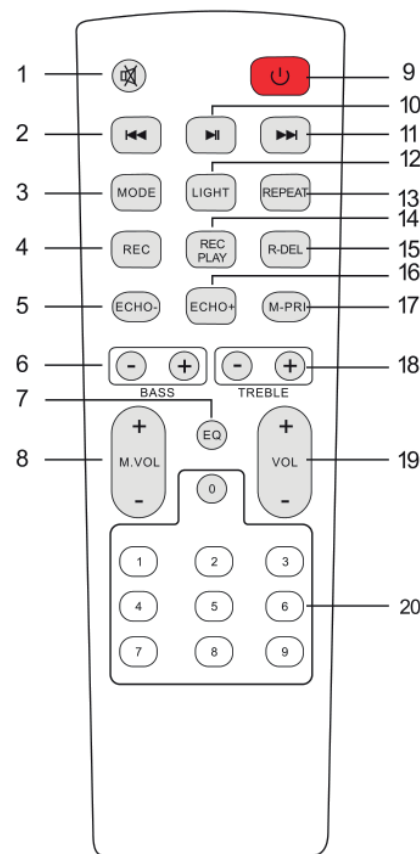 1 9
10
2 11
12
3 MODE LIGHT REPEAT 13
14
4 REC REC PLAY R-DEL 15
16
5 ECHO- ECHO+ M-PRI 17
6 - + - + 18
BASS TREBLE
7 EQ
8 + M.VOL - + VOL - 19
0
1 2 3
4 5 6 20
7 8 9